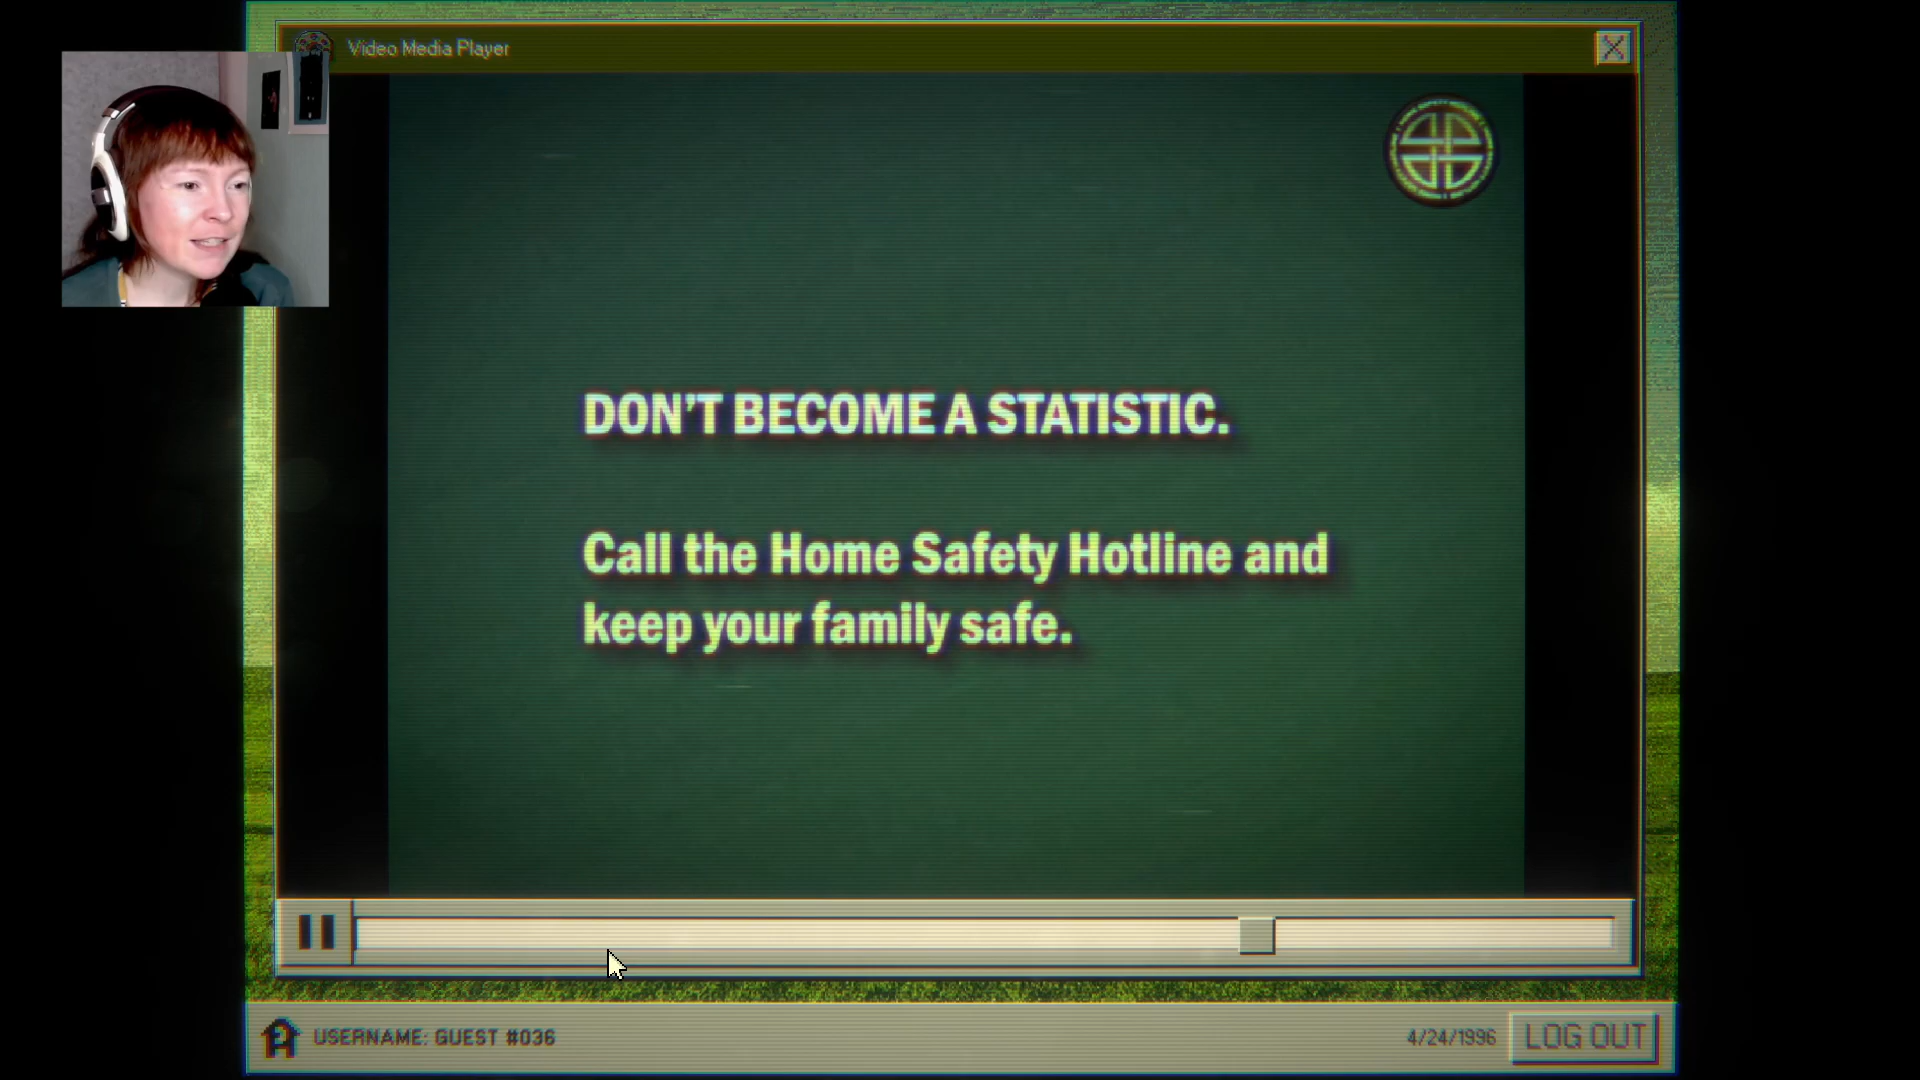 Video Media Player
DON'T BECOME A STATISTIC.
Call the Home Safety Hotline and
keep your family safe.
USERNAME: GUEST #036
4/24/1996
LOG OUT